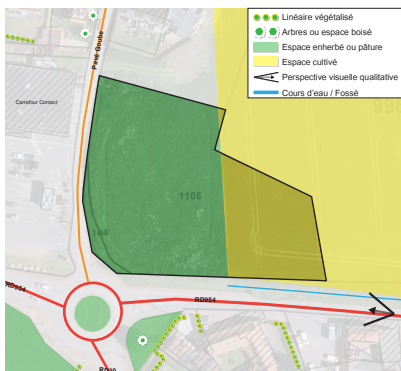 Linéaire végétalisé
Arbres ou espace boisé
Espace enherbé ou pâture
Espace cultivé
Perspective visuelle qualitative
Cours d'eau / Fossé
Pavé Goube
Carrefour Contact
1105
RD954
RD954